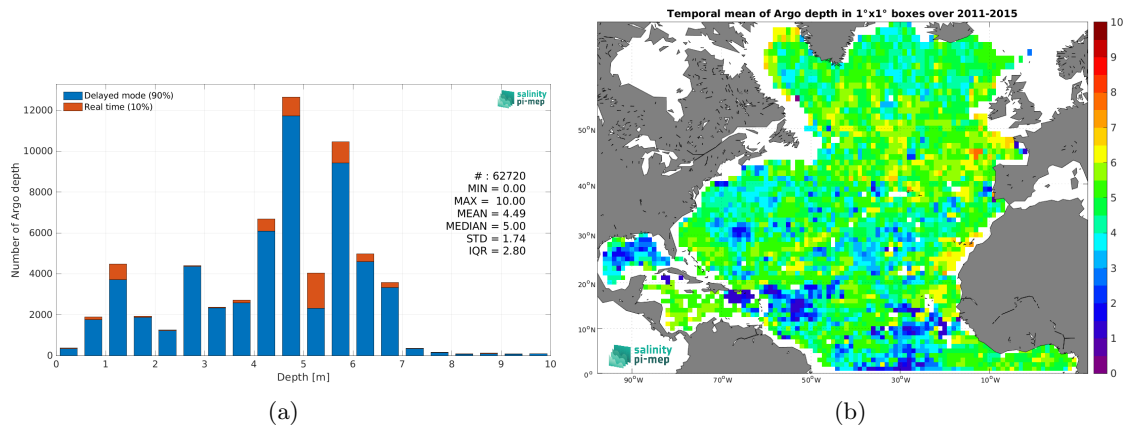 Delayed mode (90%)
Real time (10%)
salinity
pi-mep
Number of Argo depth
12000
10000
8000
6000
4000
2000
0
# : 62720
MIN = 0.00
MAX = 10.00
MEAN = 4.49
MEDIAN = 5.00
STD = 1.74
IQR = 2.80
0 1 2 3 4 5 6 7 8 9 10
Depth [m]
(a)
Temporal mean of Argo depth in 1°x1° boxes over 2011-2015
50°N
40°N
30°N
20°N
10°N
0°
90°W 70°W 50°W 30°W 10°W
salinity
pi-mep
10
9
8
7
6
5
4
3
2
1
0
(b)